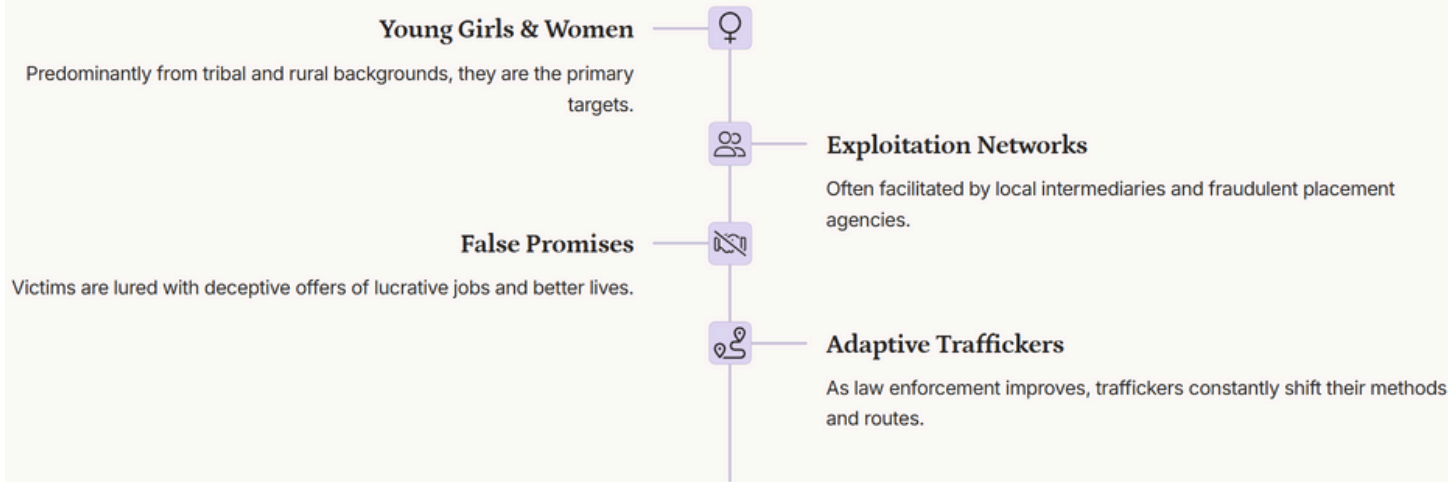 Young Girls & Women
Predominantly from tribal and rural backgrounds, they are the primary
targets.
Exploitation Networks
Often facilitated by local intermediaries and fraudulent placement
agencies.
False Promises
Victims are lured with deceptive offers of lucrative jobs and better lives.
Adaptive Traffickers
As law enforcement improves, traffickers constantly shift their methods
and routes.